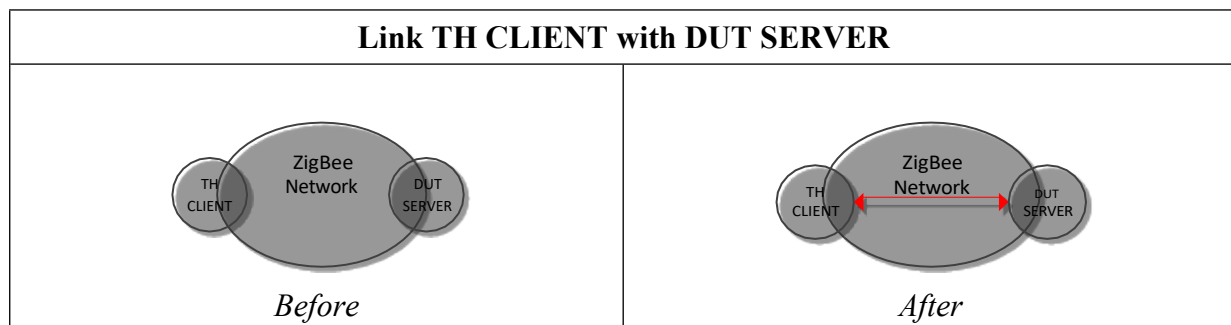 Link TH CLIENT with DUT SERVER
ZigBee
Network
TH
CLIENT
DUT
SERVER
Before
ZigBee
Network
TH
CLIENT
DUT
SERVER
After